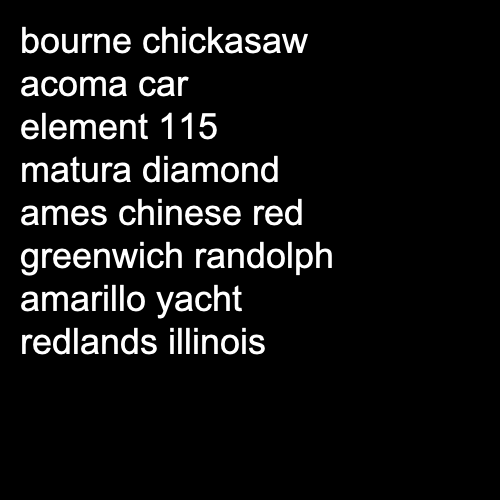 bourne chickasaw
acoma car
element 115
matura diamond
ames chinese red
greenwich randolph
amarillo yacht
redlands illinois